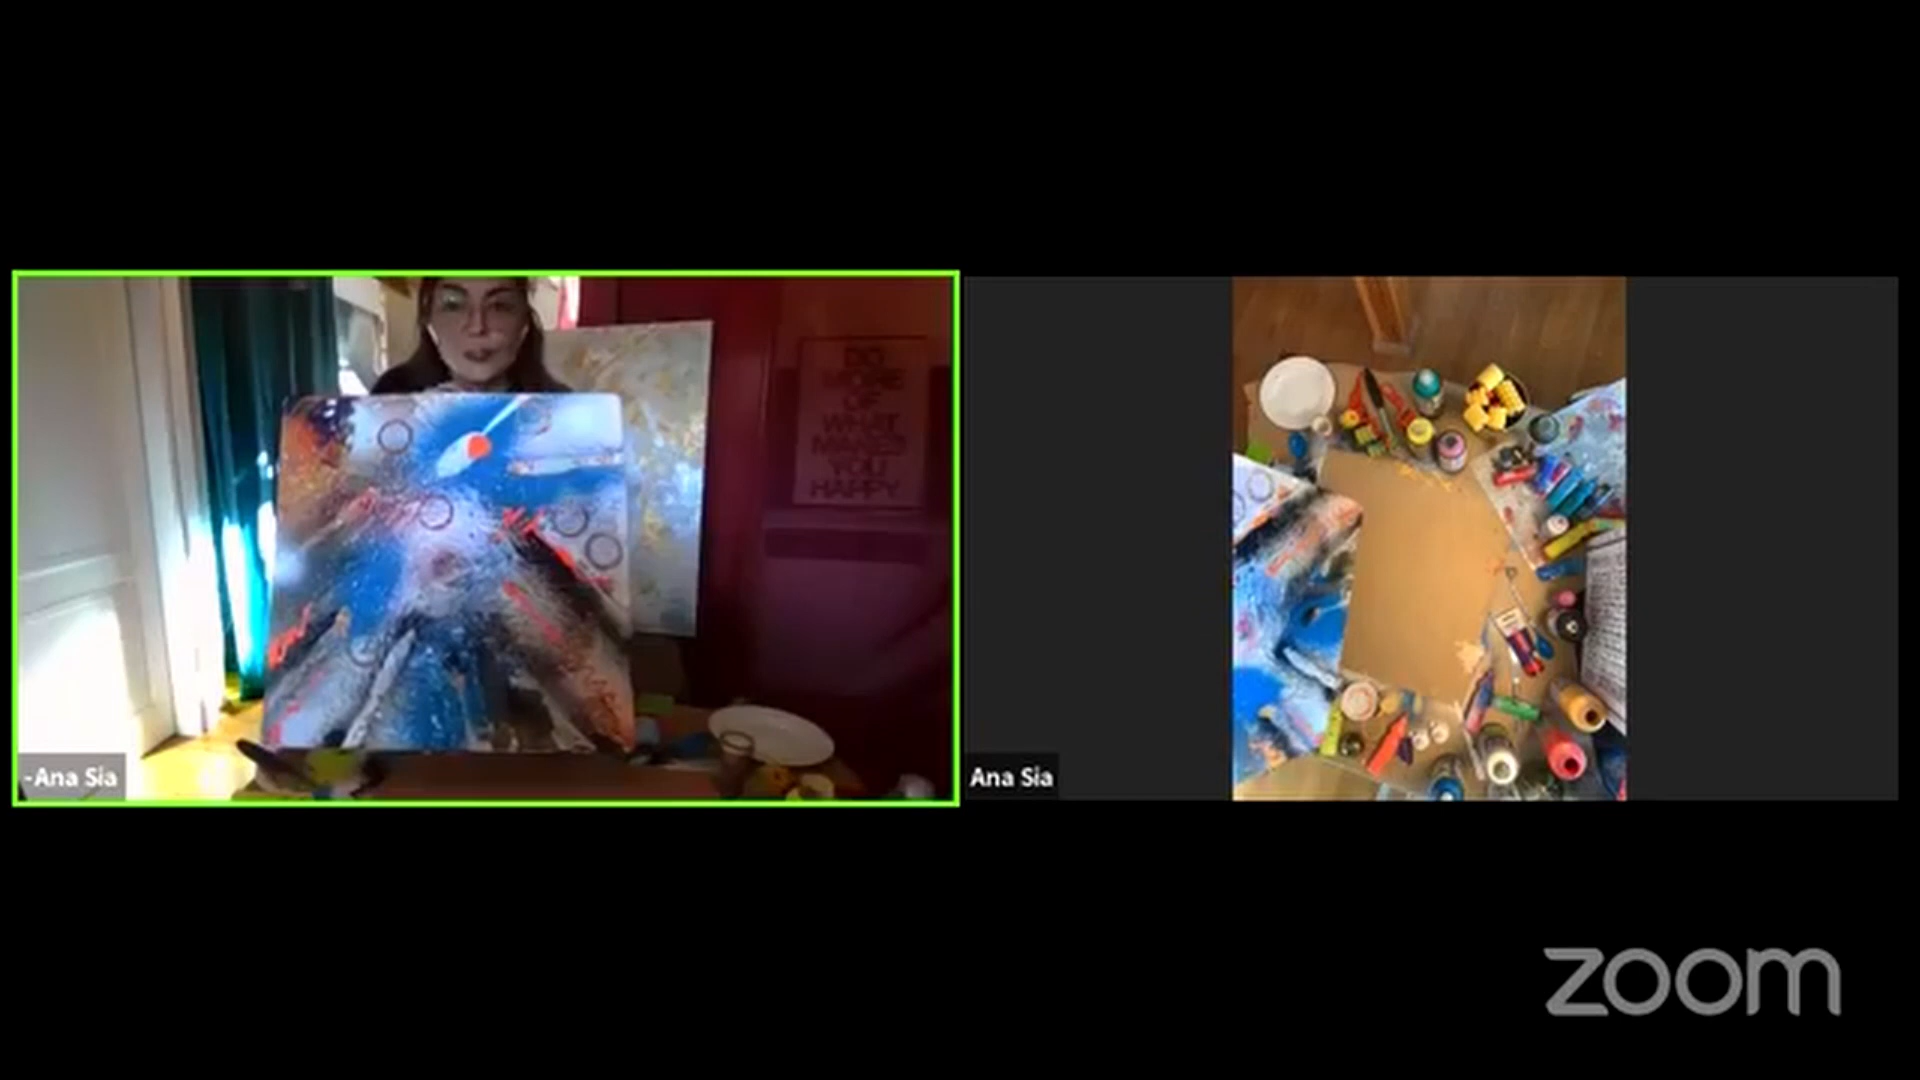 DO
MORE
OF
WHAT
MAKES
YOU
HAPPY.
-Ana Sia
Ana Sia
zoom